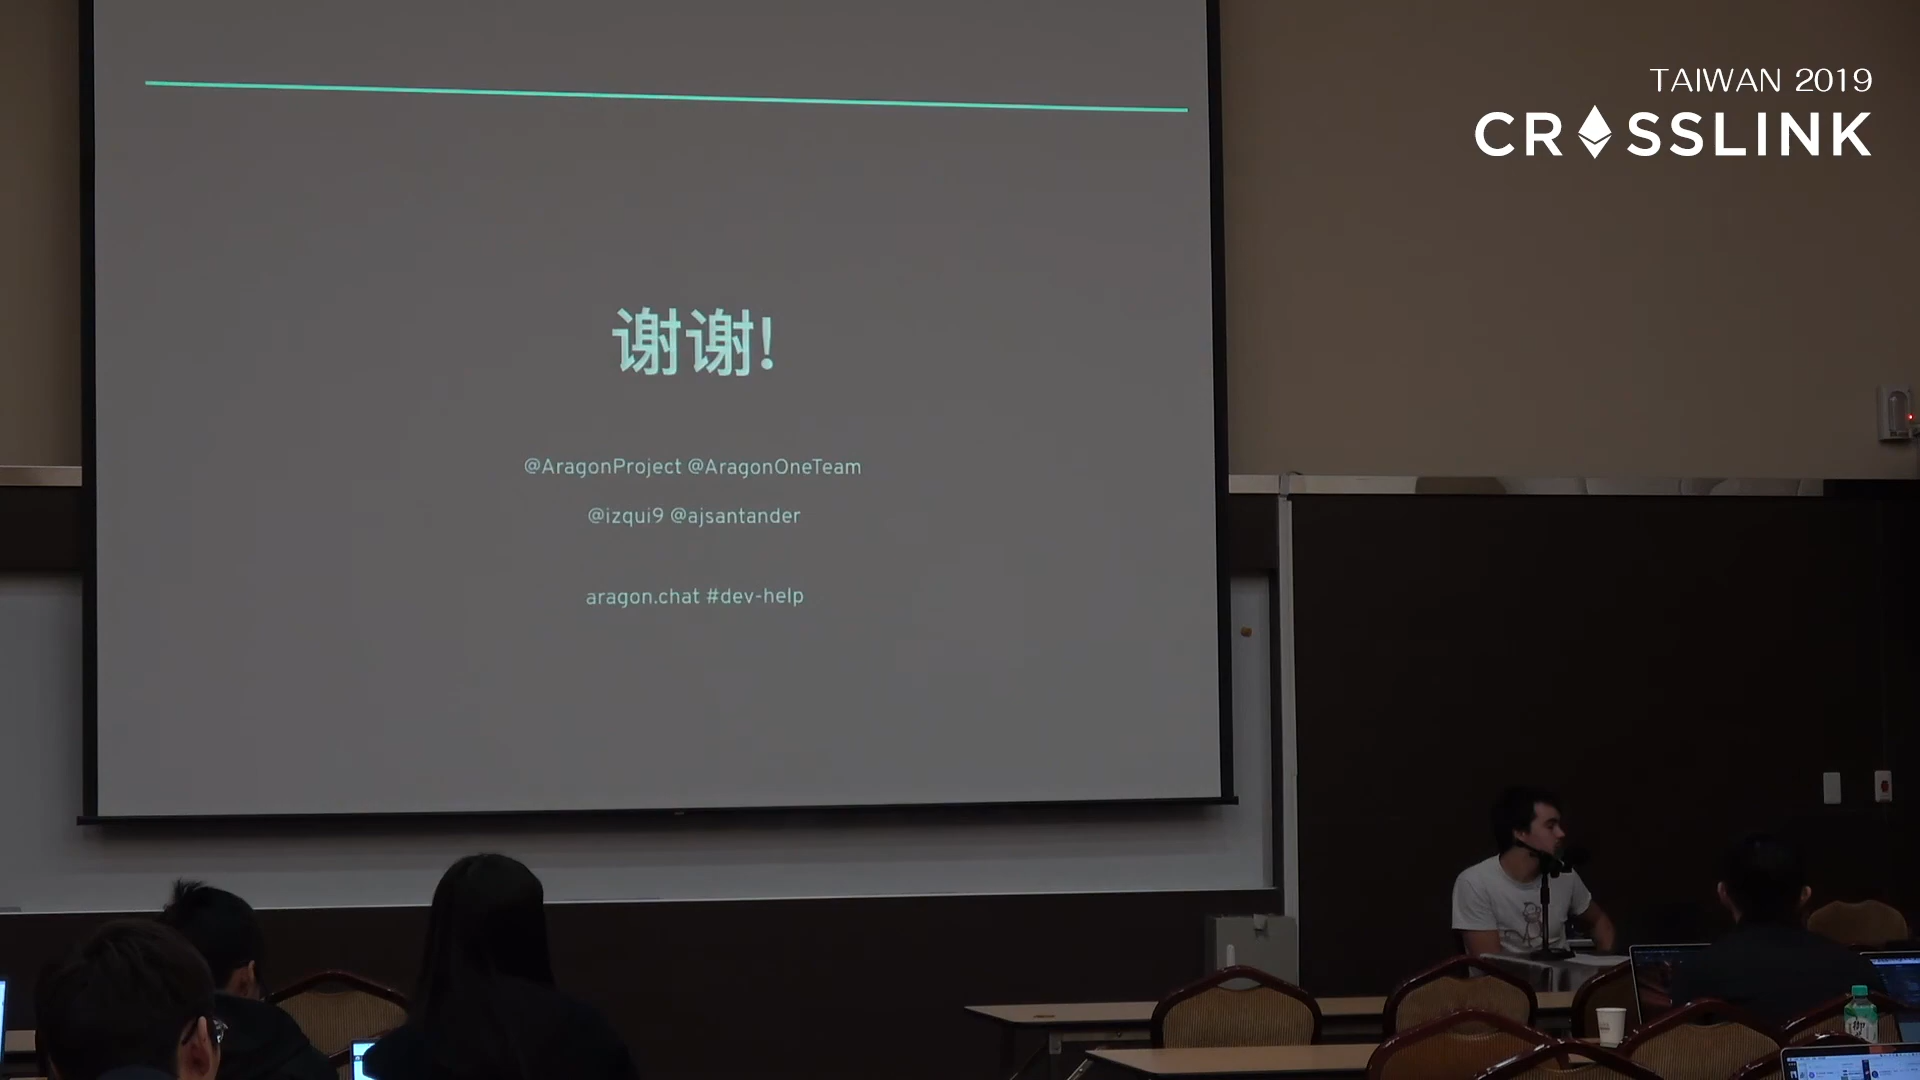 TAIWAN 2019
CROSSLINK
谢谢!
@AragonProject @AragonOneTeam
@izqui9 @ajsantander
aragon.chat #dev-help